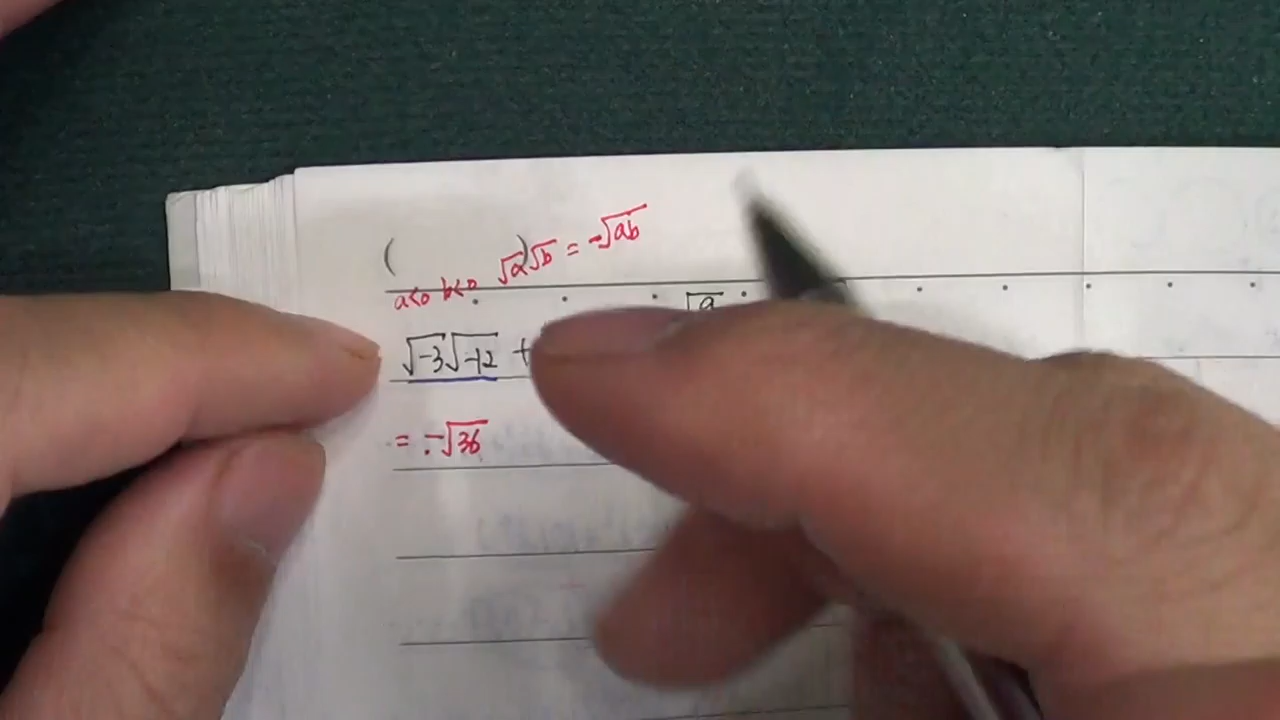 ( )
a<0 b<0 √a√b = -√ab
√a
√-3√-12 +
= -√36